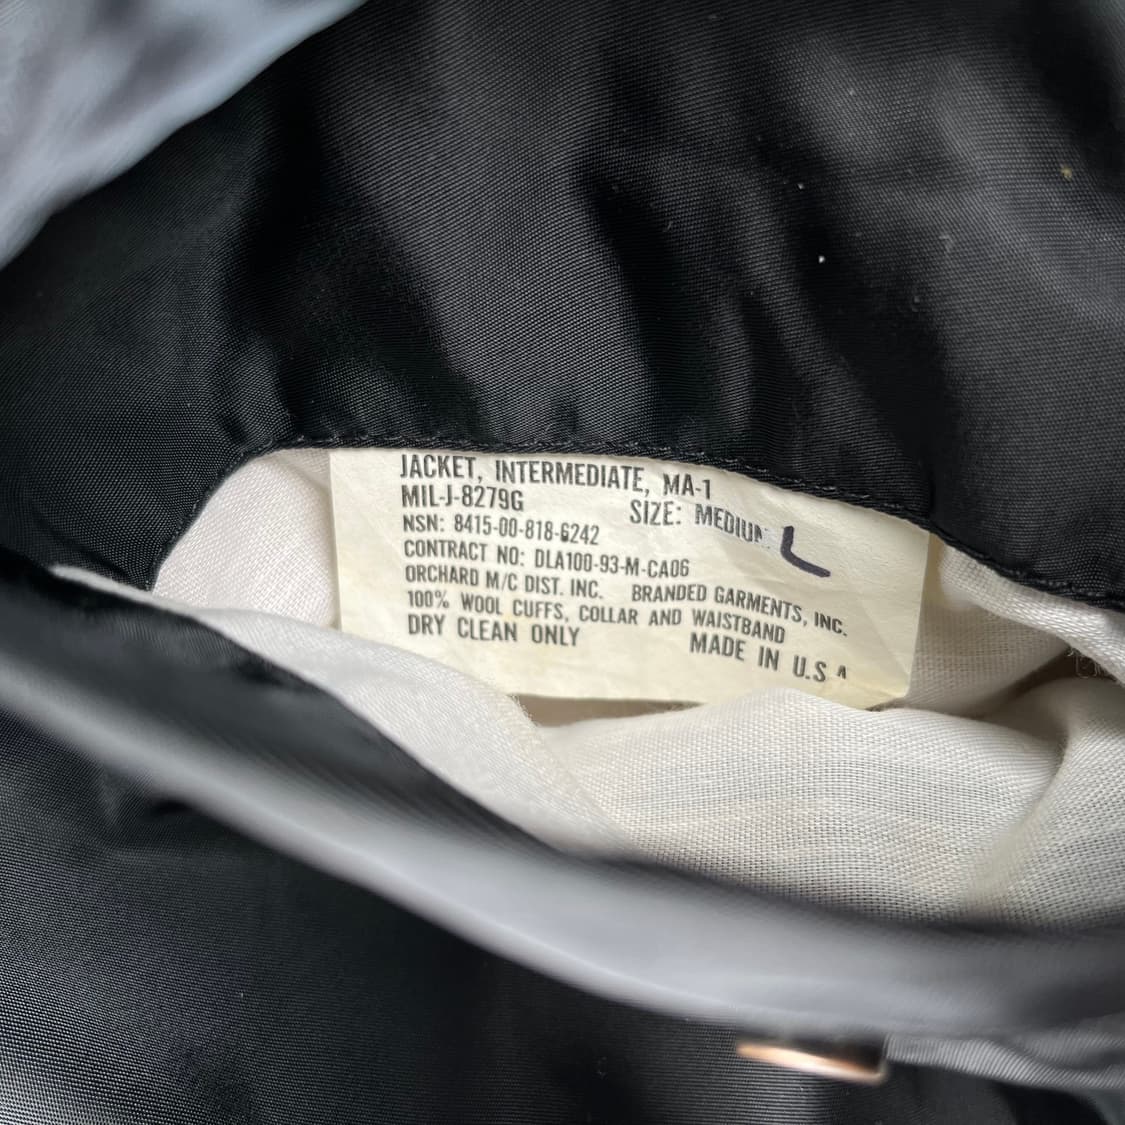 JACKET, INTERMEDIATE, MA-1
MIL-J-8279G SIZE: MEDIUM L
NSN: 8415-00-818-6242
CONTRACT NO: DLA100-93-M-CA06
ORCHARD M/C DIST. INC. BRANDED GARMENTS, INC.
100% WOOL CUFFS, COLLAR AND WAISTBAND
DRY CLEAN ONLY MADE IN U.S A